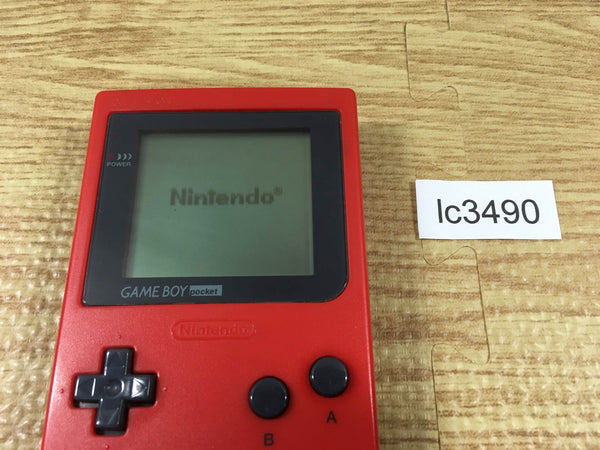 POWER
Nintendo®
GAME BOY pocket
Nintendo
B
A
lc3490